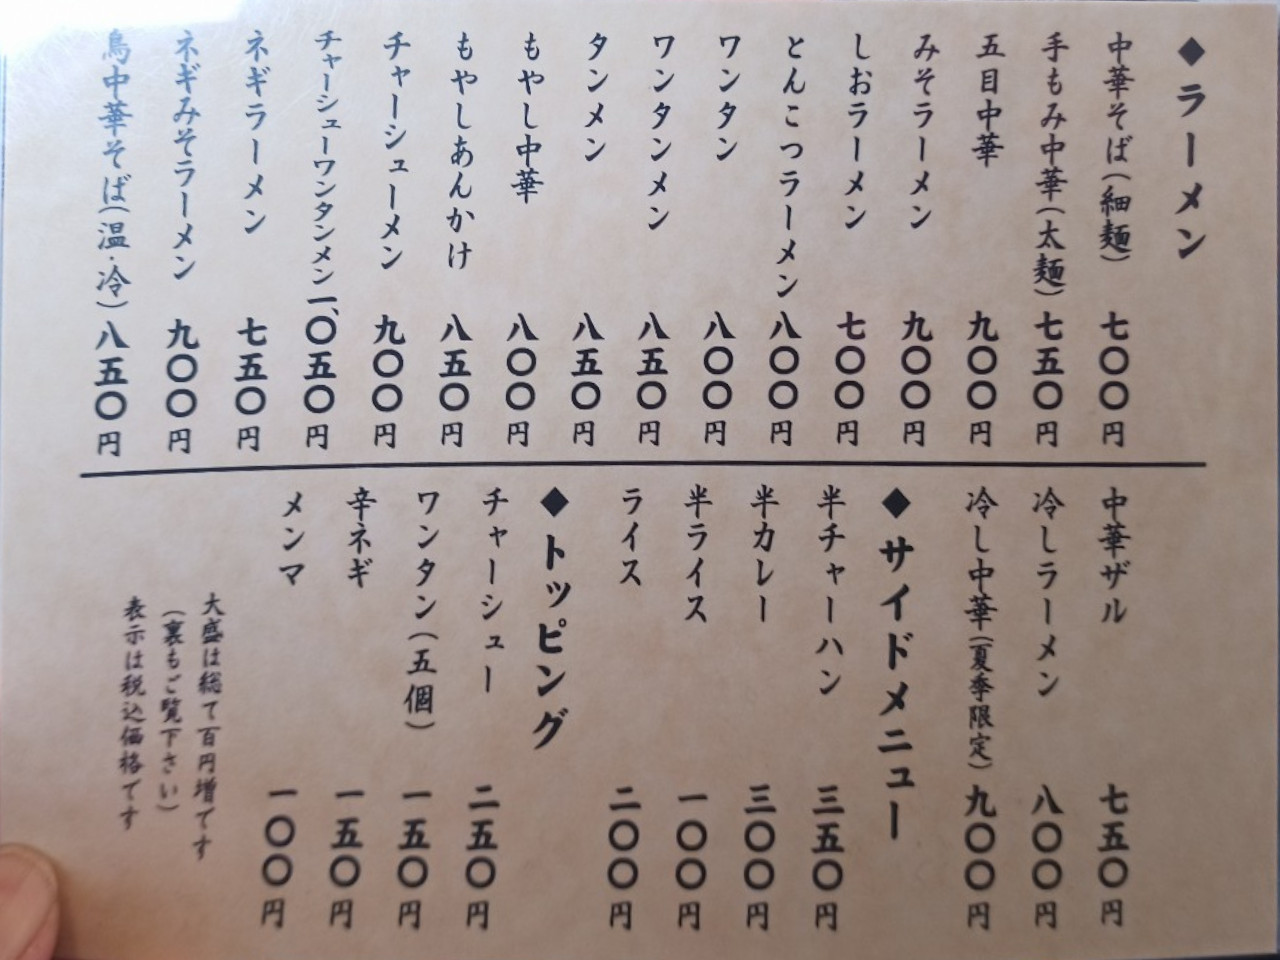 ◆ラーメン
中華そば（細麺） 七〇〇円
手もみ中華（太麺） 七五〇円
五目中華 九〇〇円
みそラーメン 九〇〇円
しおラーメン 七〇〇円
とんこつラーメン 八〇〇円
ワンタン 八〇〇円
ワンタンメン 八五〇円
タンメン 八五〇円
もやし中華 八〇〇円
もやしあんかけ 八五〇円
チャーシューメン 九〇〇円
チャーシューワンタンメン 一、〇五〇円
ネギラーメン 七五〇円
ネギみそラーメン 九〇〇円
鳥中華そば（温・冷） 八五〇円
中華ザル 七五〇円
冷しラーメン 八〇〇円
冷し中華（夏季限定） 九〇〇円
◆サイドメニュー
半チャーハン 三五〇円
半カレー 三〇〇円
半ライス 一〇〇円
ライス 二〇〇円
◆トッピング
チャーシュー 二五〇円
ワンタン（五個） 一五〇円
辛ネギ 一五〇円
メンマ 一〇〇円
大盛は総て百円増です
（裏もご覧下さい）
表示は税込価格です